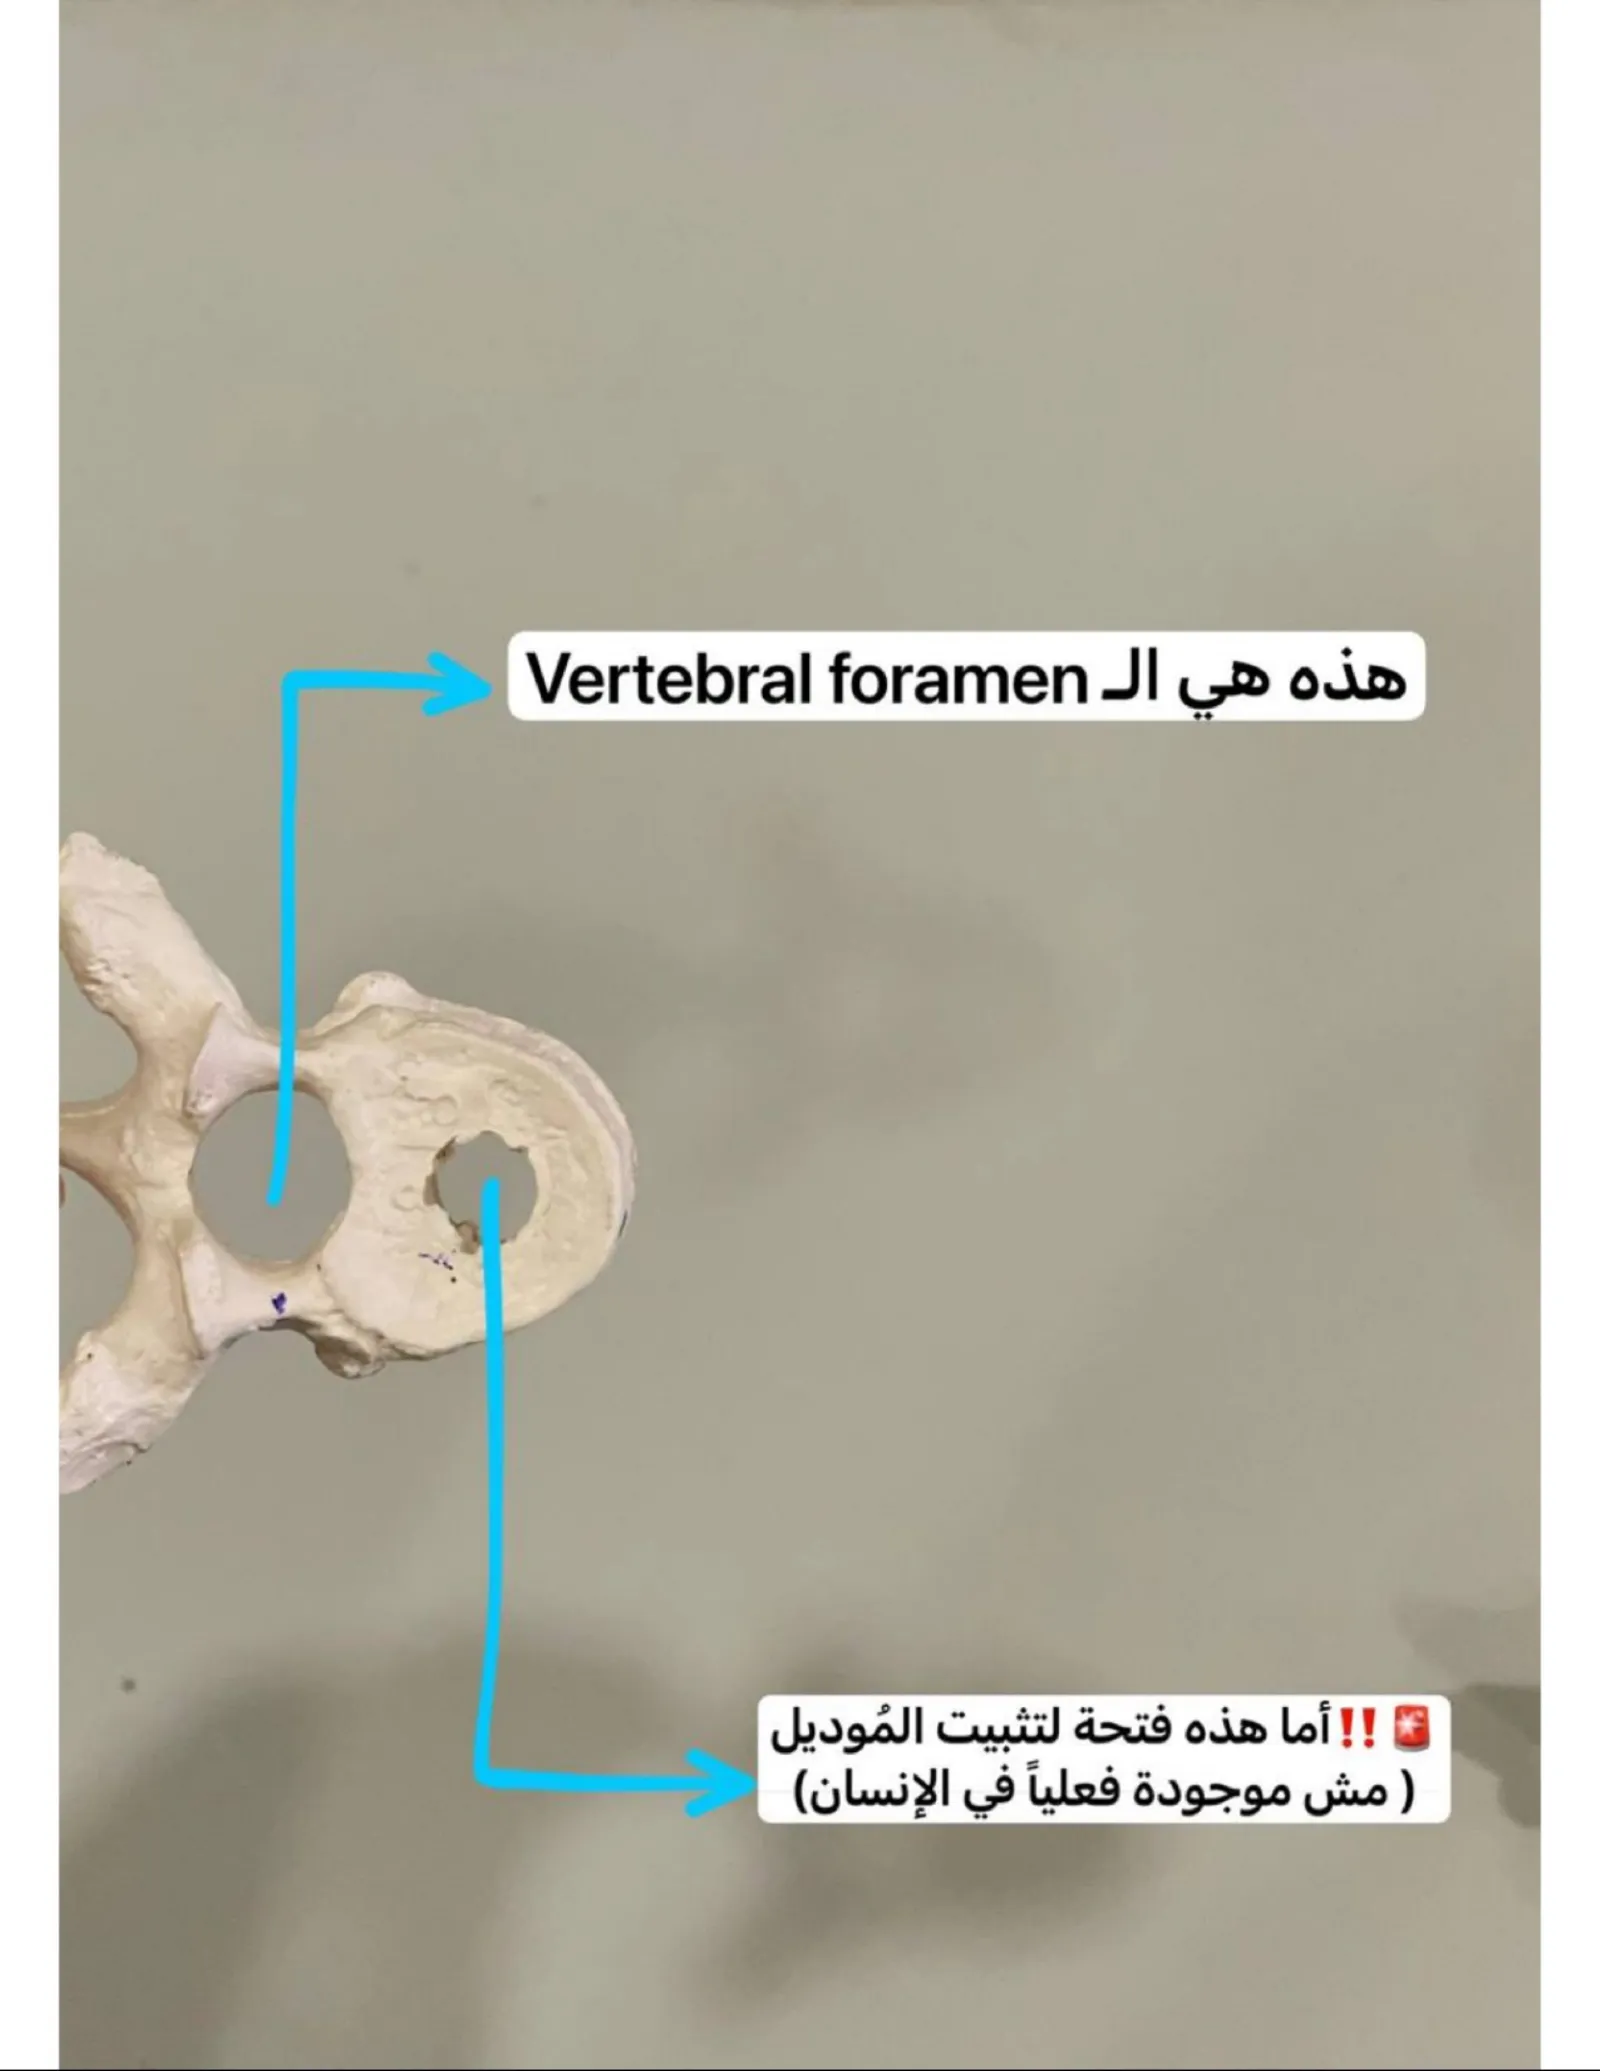 هذه هي الـ Vertebral foramen
🚨‼️أما هذه فتحة لتثبيت المُوديل
( مش موجودة فعلياً في الإنسان)